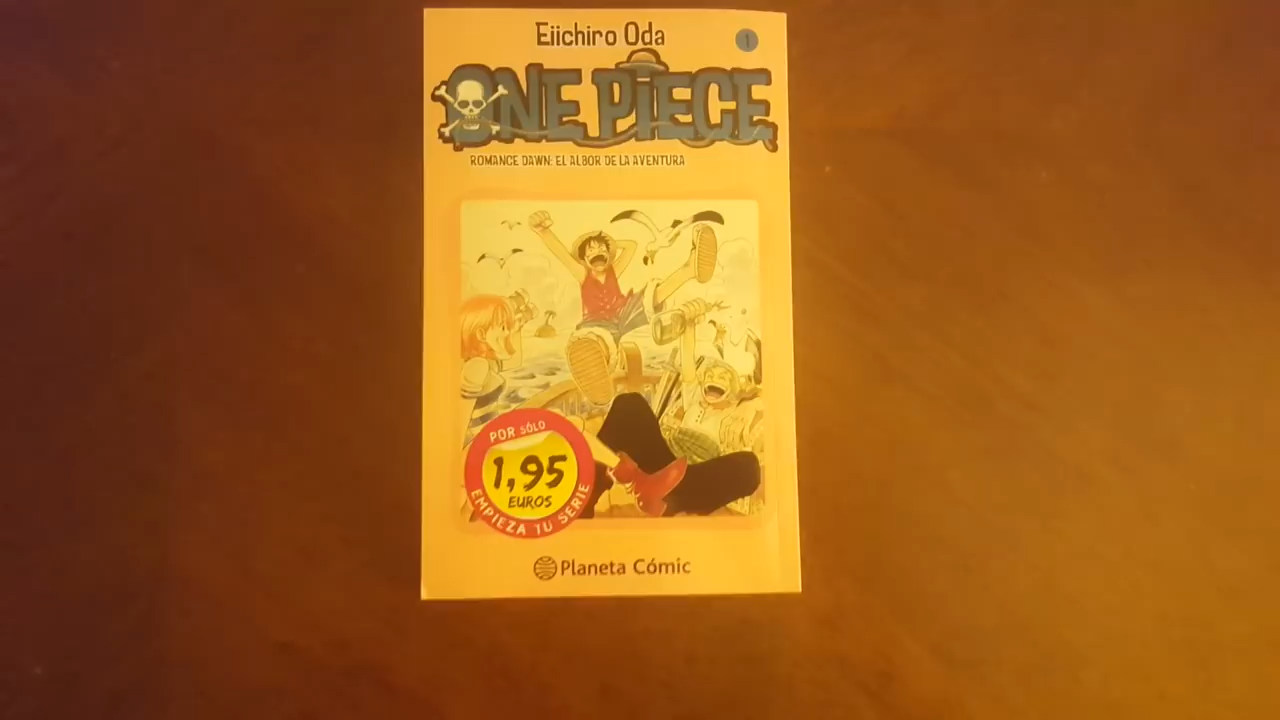 Eiichiro Oda
1
ONE PIECE
ROMANCE DAWN: EL ALBOR DE LA AVENTURA
POR SÓLO
1,95
EUROS
EMPIEZA TU SERIE
Planeta Cómic